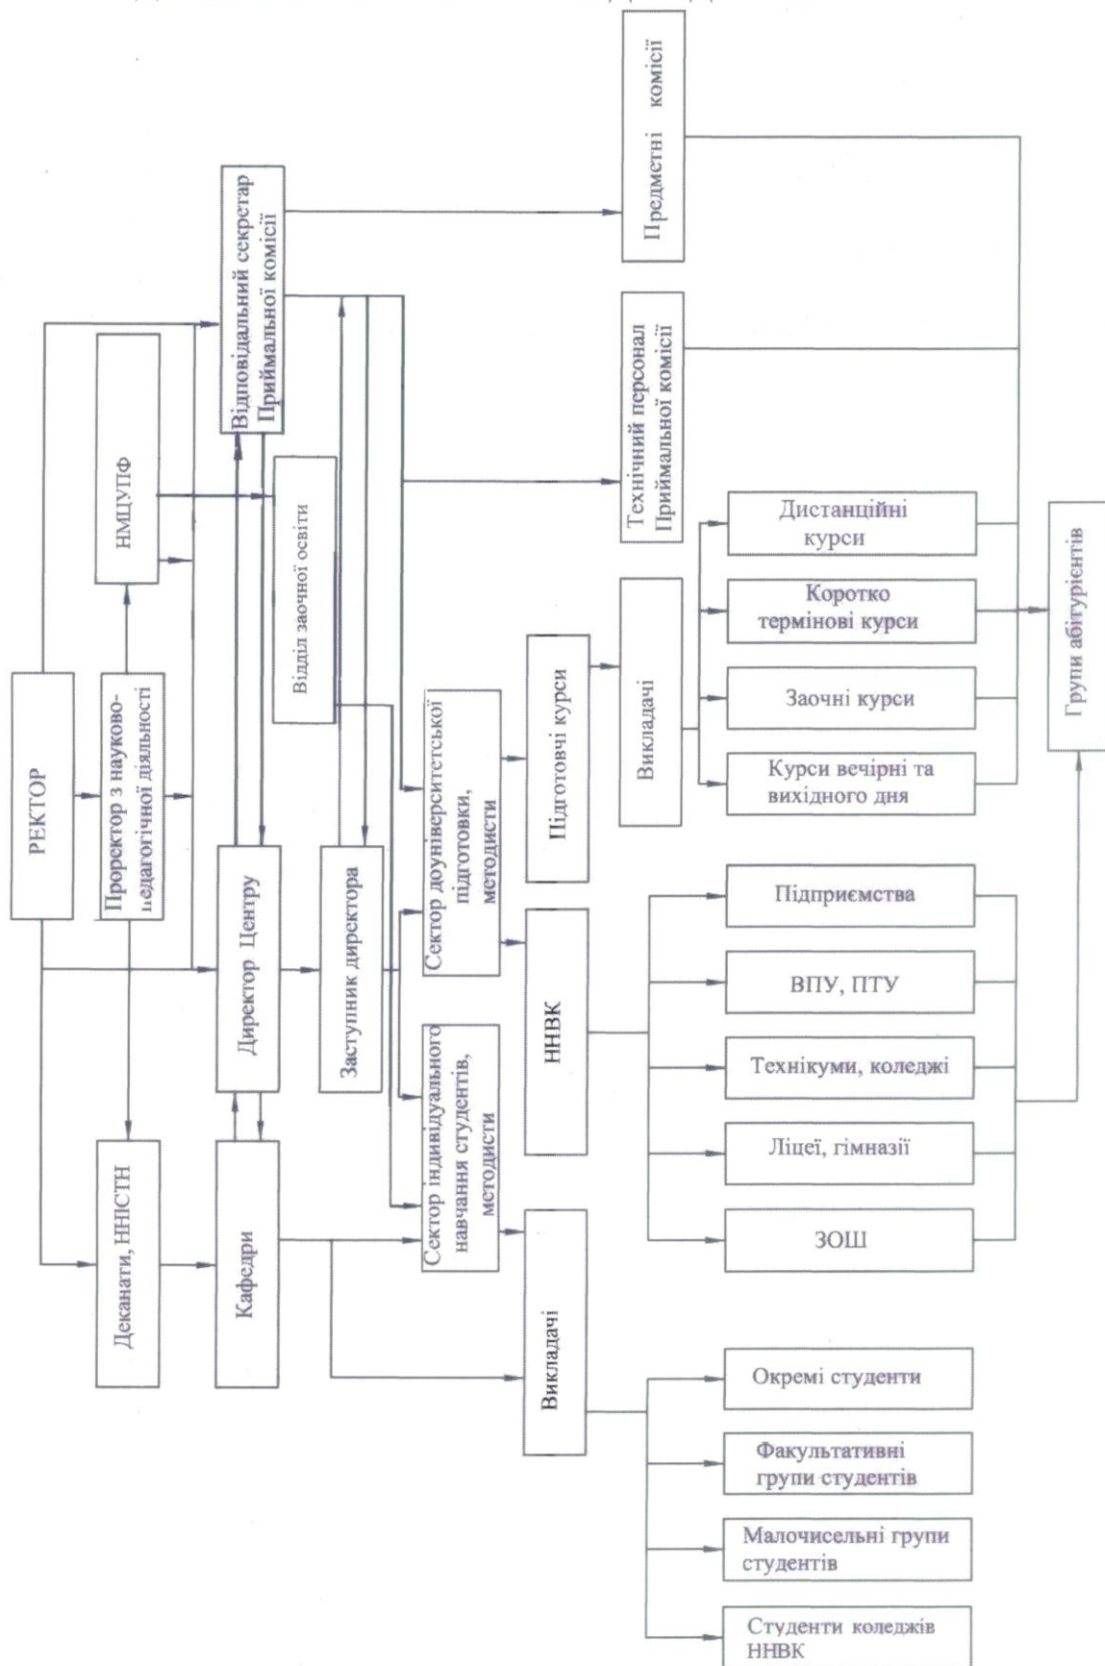 РЕКТОР
Проректор з науково-
педагогічної діяльності
НМЦУПФ
Деканати, ННІСТН
Кафедри
Директор Центру
Відповідальний секретар
Приймальної комісії
Відділ заочної освіти
Заступник директора
Сектор індивідуального
навчання студентів,
методисти
Сектор доуніверситетської
підготовки,
методисти
Викладачі
ННВК
Підготовчі курси
Викладачі
Технічний персонал
Приймальної комісії
Предметні комісії
Студенти коледжів
ННВК
Малочисельні групи
студентів
Факультативні
групи студентів
Окремі студенти
ЗОШ
Ліцеї, гімназії
Технікуми, коледжі
ВПУ, ПТУ
Підприємства
Курси вечірні та
вихідного дня
Заочні курси
Коротко
термінові курси
Дистанційні
курси
Групи абітурієнтів